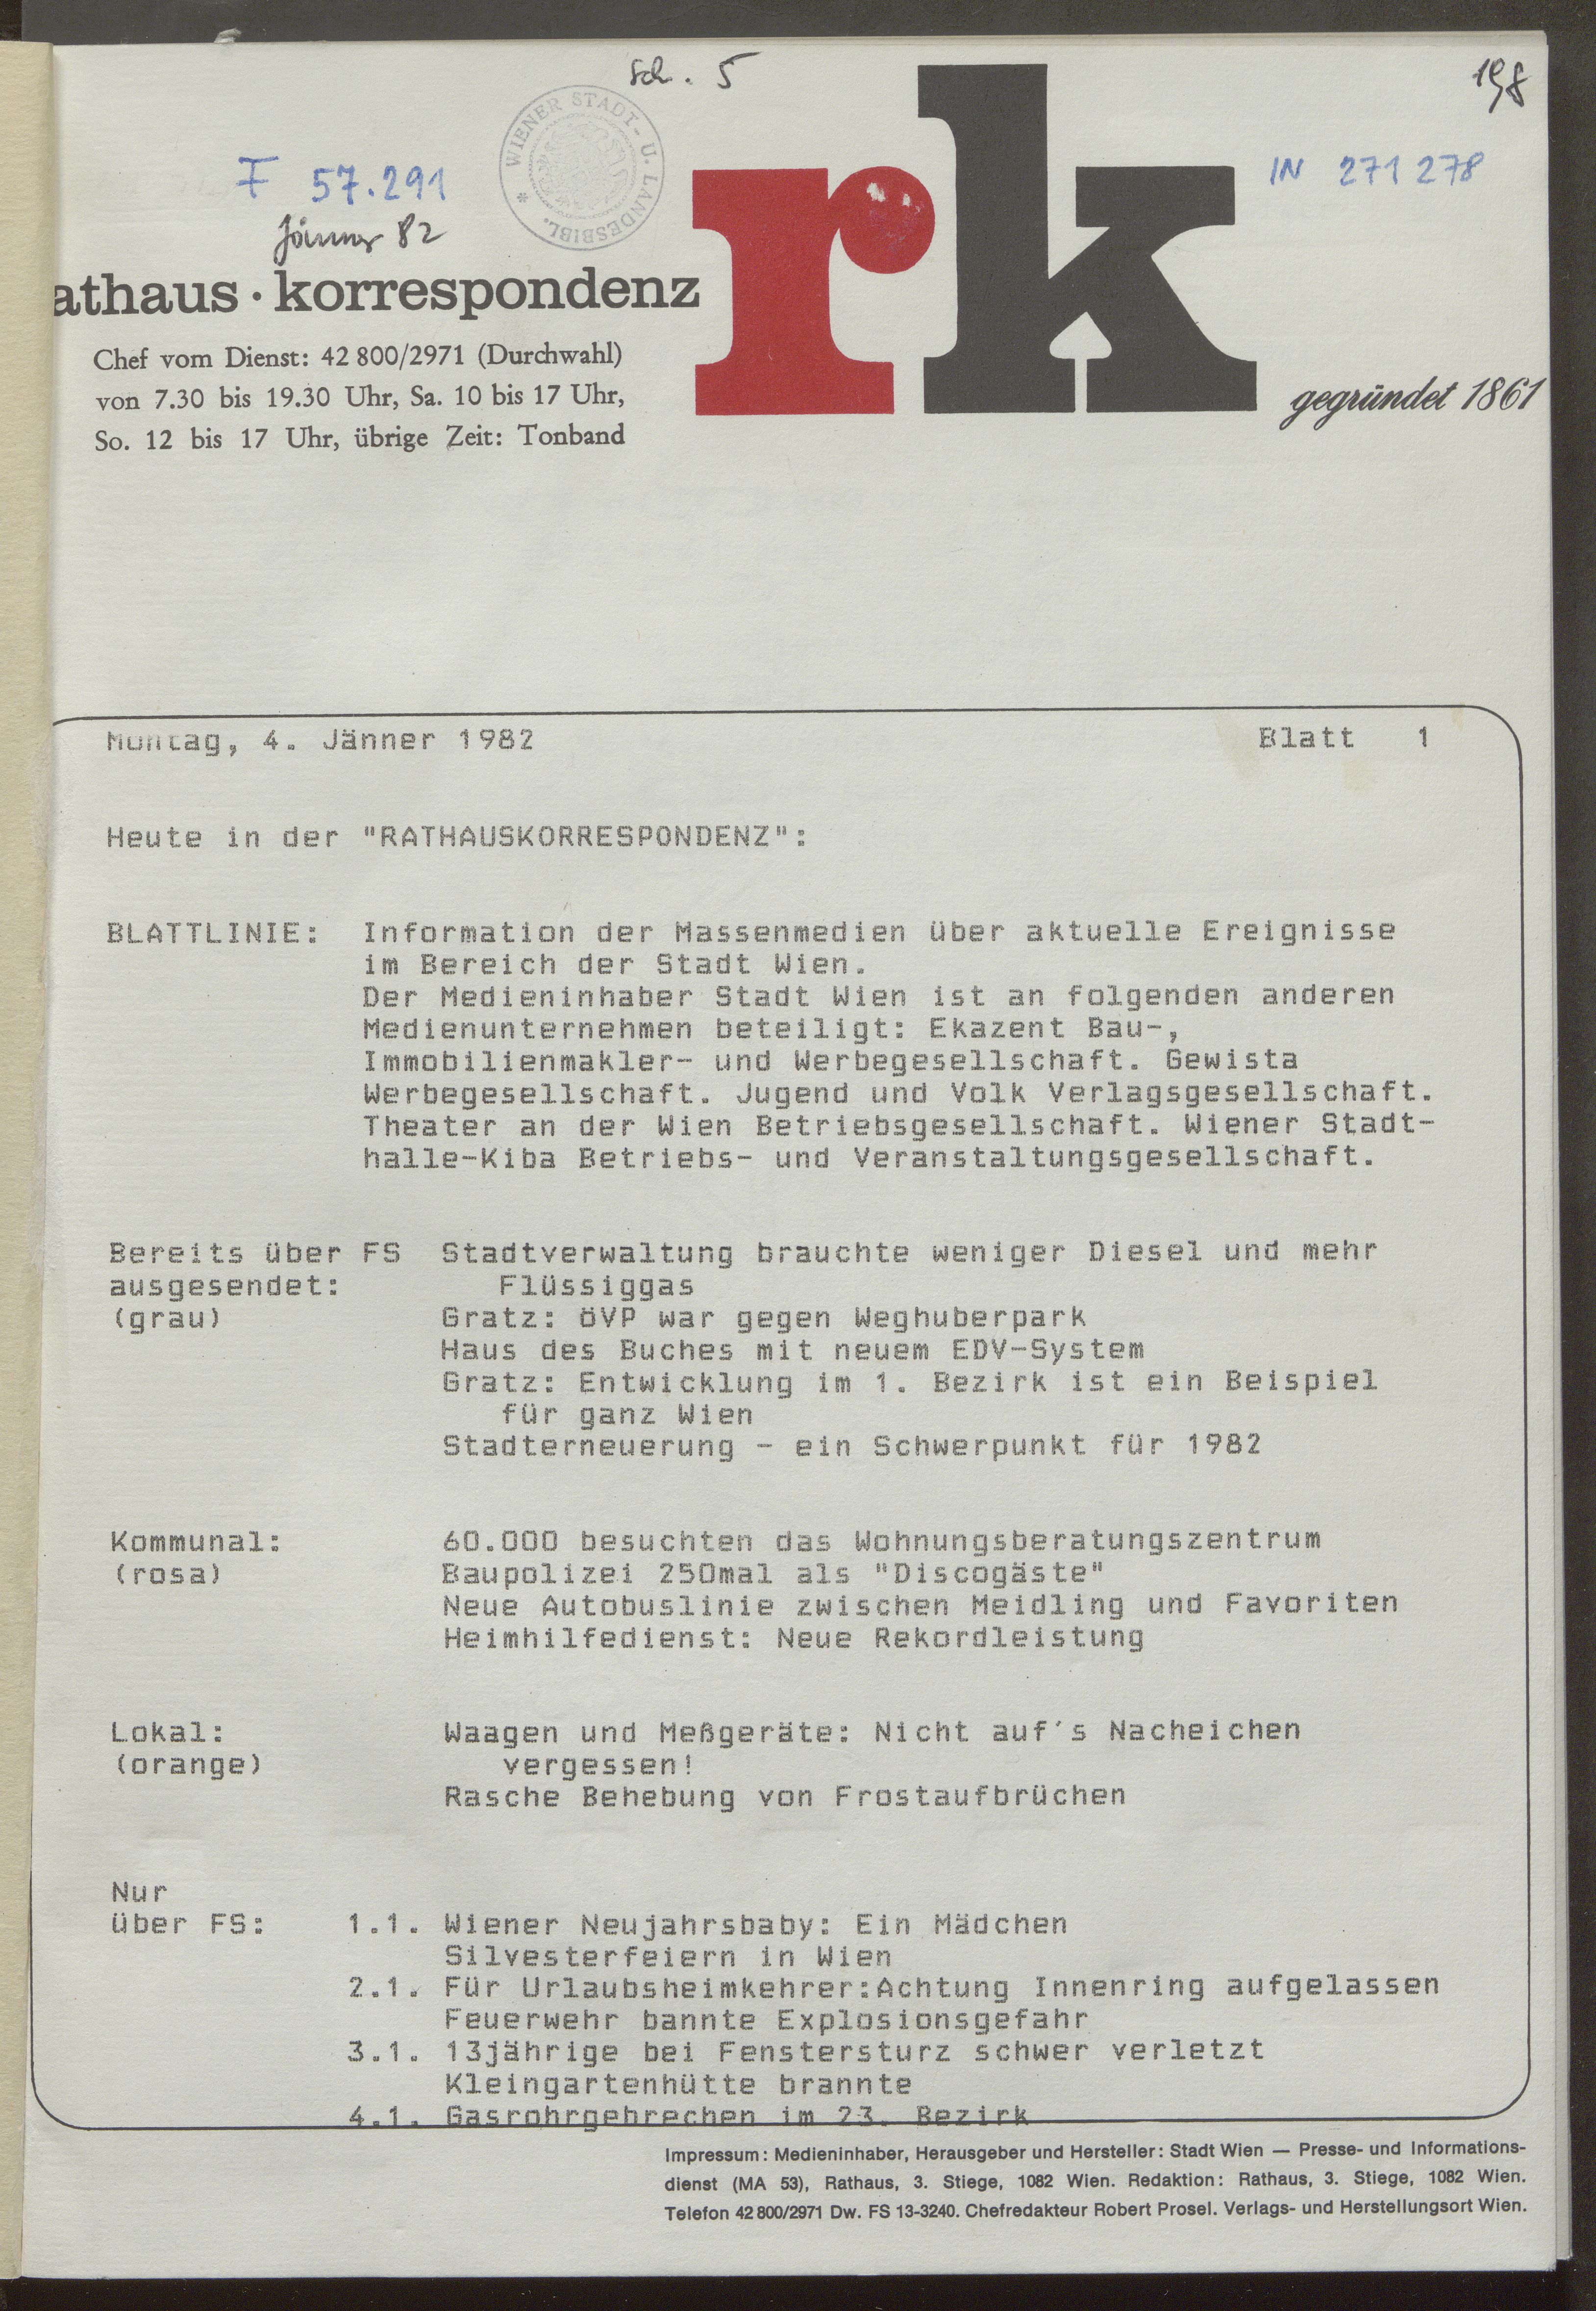 sch. 5
198
WIENER STADT- U. LANDESBIBL.
F 57.291
IN 271 278
Jänner 82
rk
athaus · korrespondenz
Chef vom Dienst: 42 800/2971 (Durchwahl)
von 7.30 bis 19.30 Uhr, Sa. 10 bis 17 Uhr,
So. 12 bis 17 Uhr, übrige Zeit: Tonband
gegründet 1861
Montag, 4. Jänner 1982 Blatt 1
Heute in der "RATHAUSKORRESPONDENZ":
BLATTLINIE: Information der Massenmedien über aktuelle Ereignisse
im Bereich der Stadt Wien.
Der Medieninhaber Stadt Wien ist an folgenden anderen
Medienunternehmen beteiligt: Ekazent Bau-,
Immobilienmakler- und Werbegesellschaft. Gewista
Werbegesellschaft. Jugend und Volk Verlagsgesellschaft.
Theater an der Wien Betriebsgesellschaft. Wiener Stadt-
halle-Kiba Betriebs- und Veranstaltungsgesellschaft.
Bereits über FS Stadtverwaltung brauchte weniger Diesel und mehr
ausgesendet: Flüssiggas
(grau) Gratz: öVP war gegen Weghuberpark
Haus des Buches mit neuem EDV-System
Gratz: Entwicklung im 1. Bezirk ist ein Beispiel
für ganz Wien
Stadterneuerung - ein Schwerpunkt für 1982
Kommunal: 60.000 besuchten das Wohnungsberatungszentrum
(rosa) Baupolizei 250mal als "Discogäste"
Neue Autobuslinie zwischen Meidling und Favoriten
Heimhilfedienst: Neue Rekordleistung
Lokal: Waagen und Meßgeräte: Nicht auf's Nacheichen
(orange) vergessen!
Rasche Behebung von Frostaufbrüchen
Nur
über FS: 1.1. Wiener Neujahrsbaby: Ein Mädchen
Silvesterfeiern in Wien
2.1. Für Urlaubsheimkehrer:Achtung Innenring aufgelassen
Feuerwehr bannte Explosionsgefahr
3.1. 13jährige bei Fenstersturz schwer verletzt
Kleingartenhütte brannte
4.1. Gasrohrgebrechen im 23. Bezirk
Impressum: Medieninhaber, Herausgeber und Hersteller: Stadt Wien — Presse- und Informations-
dienst (MA 53), Rathaus, 3. Stiege, 1082 Wien. Redaktion: Rathaus, 3. Stiege, 1082 Wien.
Telefon 42 800/2971 Dw. FS 13-3240. Chefredakteur Robert Prosel. Verlags- und Herstellungsort Wien.